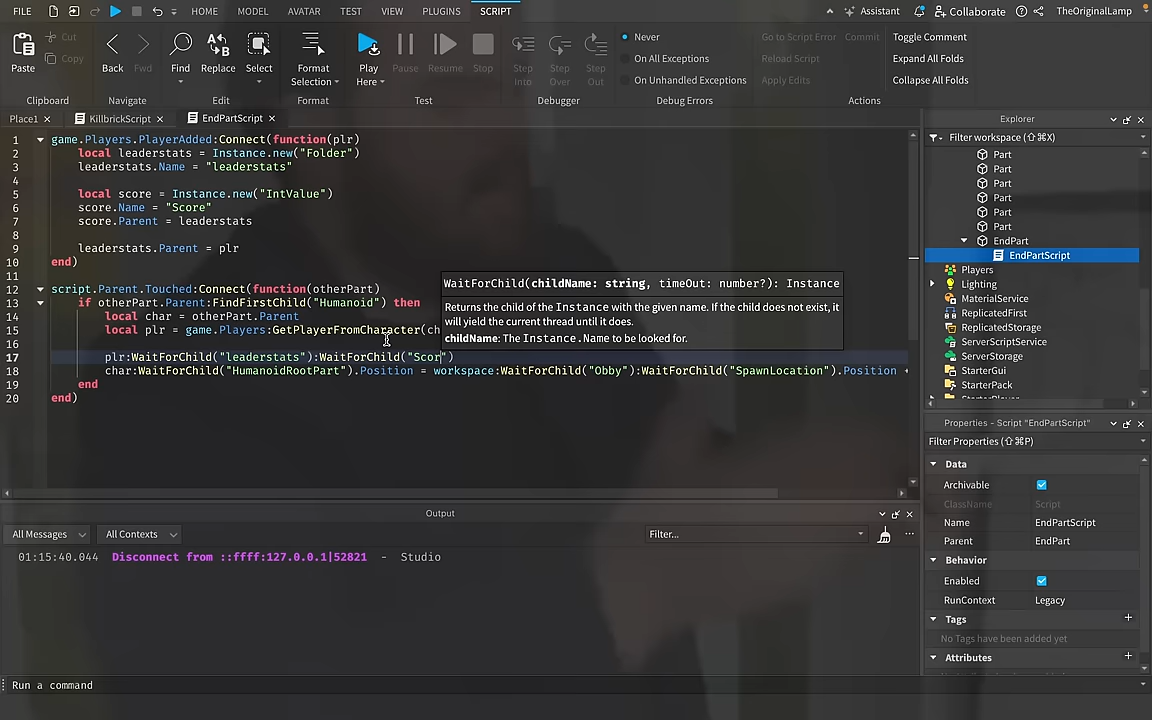 FILE HOME MODEL AVATAR TEST VIEW PLUGINS SCRIPT Assistant Collaborate TheOriginalLamp
Paste Cut Copy
Back Fwd
Find Replace Select
Format Selection
Play Here Pause Resume Stop
Step Into Step Over Step Out
Never
On All Exceptions
On Unhandled Exceptions
Go to Script Error Commit
Reload Script
Apply Edits
Toggle Comment
Expand All Folds
Collapse All Folds
Clipboard Navigate Edit Format Test Debugger Debug Errors Actions
Place1 KillbrickScript EndPartScript
1 game.Players.PlayerAdded:Connect(function(plr)
2 local leaderstats = Instance.new("Folder")
3 leaderstats.Name = "leaderstats"
4
5 local score = Instance.new("IntValue")
6 score.Name = "Score"
7 score.Parent = leaderstats
8
9 leaderstats.Parent = plr
10 end)
11
12 script.Parent.Touched:Connect(function(otherPart)
13 if otherPart.Parent:FindFirstChild("Humanoid") then
14 local char = otherPart.Parent
15 local plr = game.Players:GetPlayerFromCharacter(ch
16
17 plr:WaitForChild("leaderstats"):WaitForChild("Scor")
18 char:WaitForChild("HumanoidRootPart").Position = workspace:WaitForChild("Obby"):WaitForChild("SpawnLocation").Position +
19 end
20 end)
WaitForChild(childName: string, timeOut: number?): Instance
Returns the child of the Instance with the given name. If the child does not exist, it
will yield the current thread until it does.
childName: The Instance.Name to be looked for.
Explorer
Filter workspace (⇧⌘X)
Part
Part
Part
Part
Part
Part
EndPart
EndPartScript
Players
Lighting
MaterialService
ReplicatedFirst
ReplicatedStorage
ServerScriptService
ServerStorage
StarterGui
StarterPack
StarterPlayer
Properties - Script "EndPartScript"
Filter Properties (⇧⌘P)
Data
Archivable
ClassName Script
Name EndPartScript
Parent EndPart
Behavior
Enabled
RunContext Legacy
Tags
No Tags have been added yet
Attributes
Output
All Messages All Contexts Filter...
01:15:40.044 Disconnect from ::ffff:127.0.0.1|52821 - Studio
Run a command